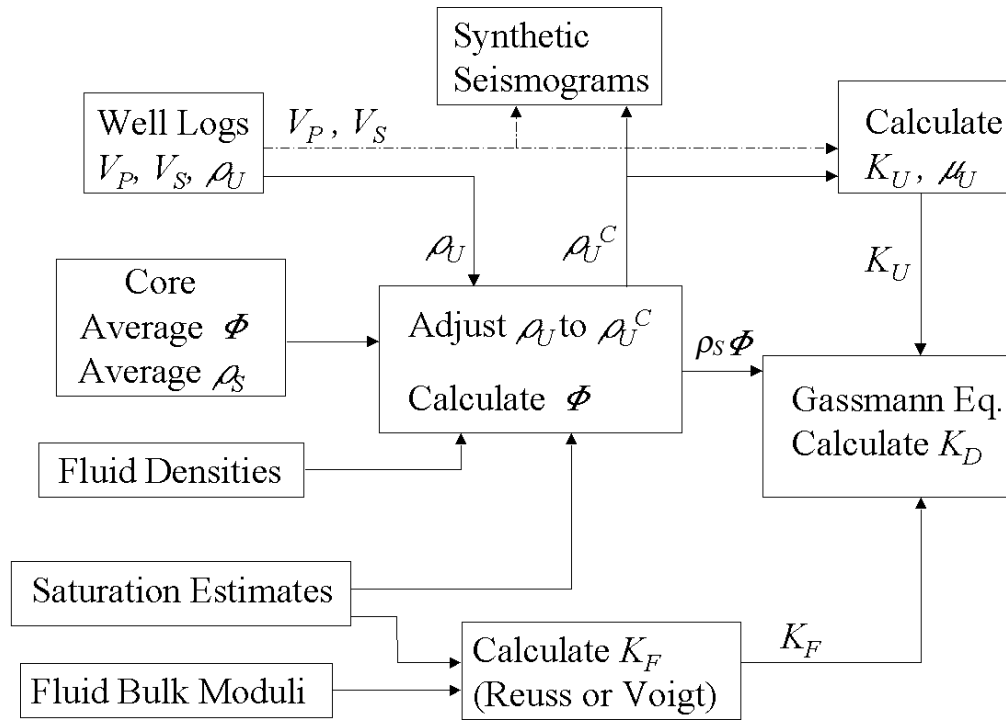 Synthetic
Seismograms
Well Logs
V_P, V_S, ρ_U
V_P, V_S
Calculate
K_U, μ_U
ρ_U
ρ_U^C
K_U
Core
Average Φ
Average ρ_S
Adjust ρ_U to ρ_U^C
Calculate Φ
ρ_S Φ
Gassmann Eq.
Calculate K_D
Fluid Densities
Saturation Estimates
Calculate K_F
(Reuss or Voigt)
K_F
Fluid Bulk Moduli